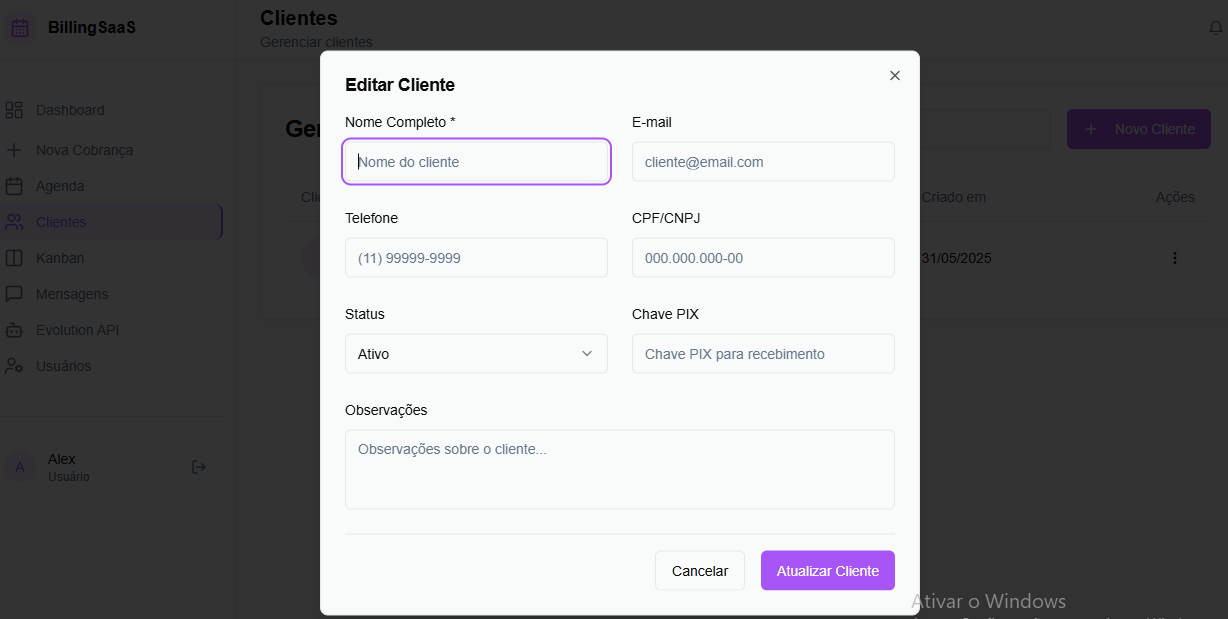 BillingSaaS
Clientes
Gerenciar clientes
Dashboard
Nova Cobrança
Agenda
Clientes
Kanban
Mensagens
Evolution API
Usuários
A
Alex
Usuário
Ge
Novo Cliente
Cli
Criado em
Ações
31/05/2025
Editar Cliente
Nome Completo *
E-mail
Nome do cliente
cliente@email.com
Telefone
CPF/CNPJ
(11) 99999-9999
000.000.000-00
Status
Chave PIX
Ativo
Chave PIX para recebimento
Observações
Observações sobre o cliente...
Cancelar
Atualizar Cliente
Ativar o Windows